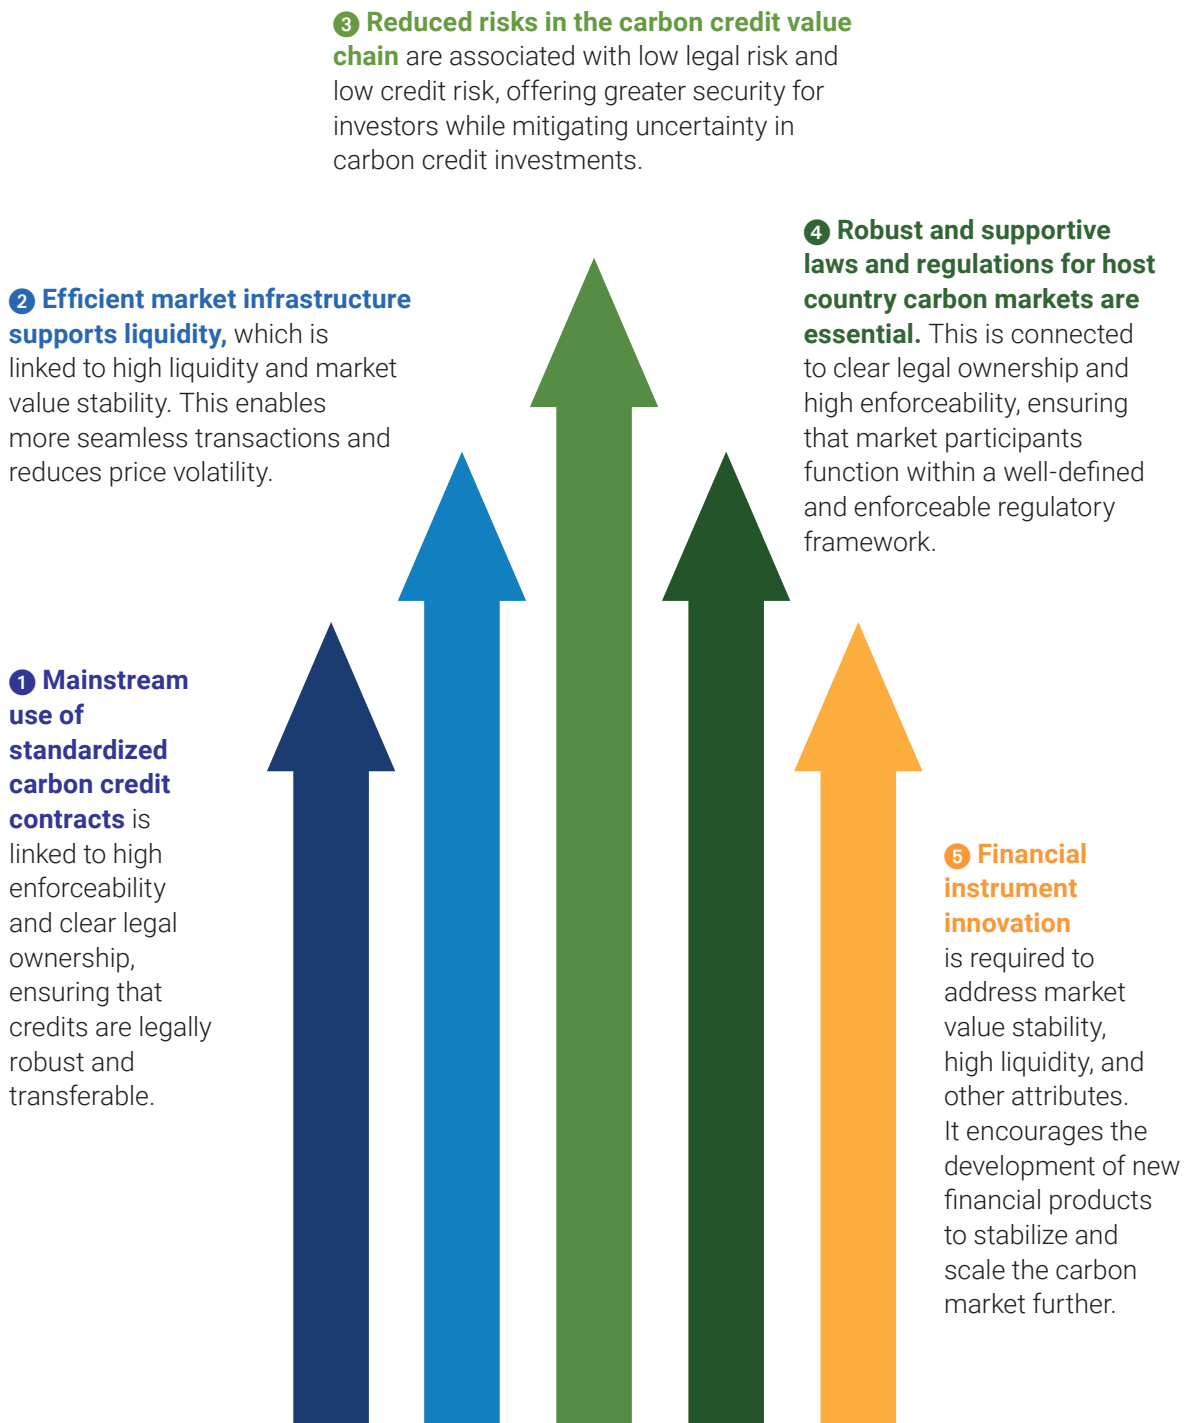 3 Reduced risks in the carbon credit value
chain are associated with low legal risk and
low credit risk, offering greater security for
investors while mitigating uncertainty in
carbon credit investments.
4 Robust and supportive
laws and regulations for host
country carbon markets are
essential. This is connected
to clear legal ownership and
high enforceability, ensuring
that market participants
function within a well-defined
and enforceable regulatory
framework.
2 Efficient market infrastructure
supports liquidity, which is
linked to high liquidity and market
value stability. This enables
more seamless transactions and
reduces price volatility.
1 Mainstream
use of
standardized
carbon credit
contracts is
linked to high
enforceability
and clear legal
ownership,
ensuring that
credits are legally
robust and
transferable.
5 Financial
instrument
innovation
is required to
address market
value stability,
high liquidity, and
other attributes.
It encourages the
development of new
financial products
to stabilize and
scale the carbon
market further.